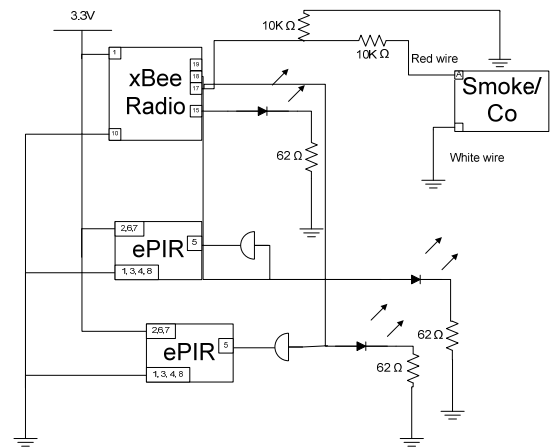 3.3V
10K Ω
10K Ω
Red wire
1
19
18
17
15
10
xBee
Radio
A
Smoke/
Co
White wire
62 Ω
2,6,7
5
ePIR
1, 3, 4, 8
2,6,7
5
ePIR
1, 3, 4, 8
62 Ω
62 Ω